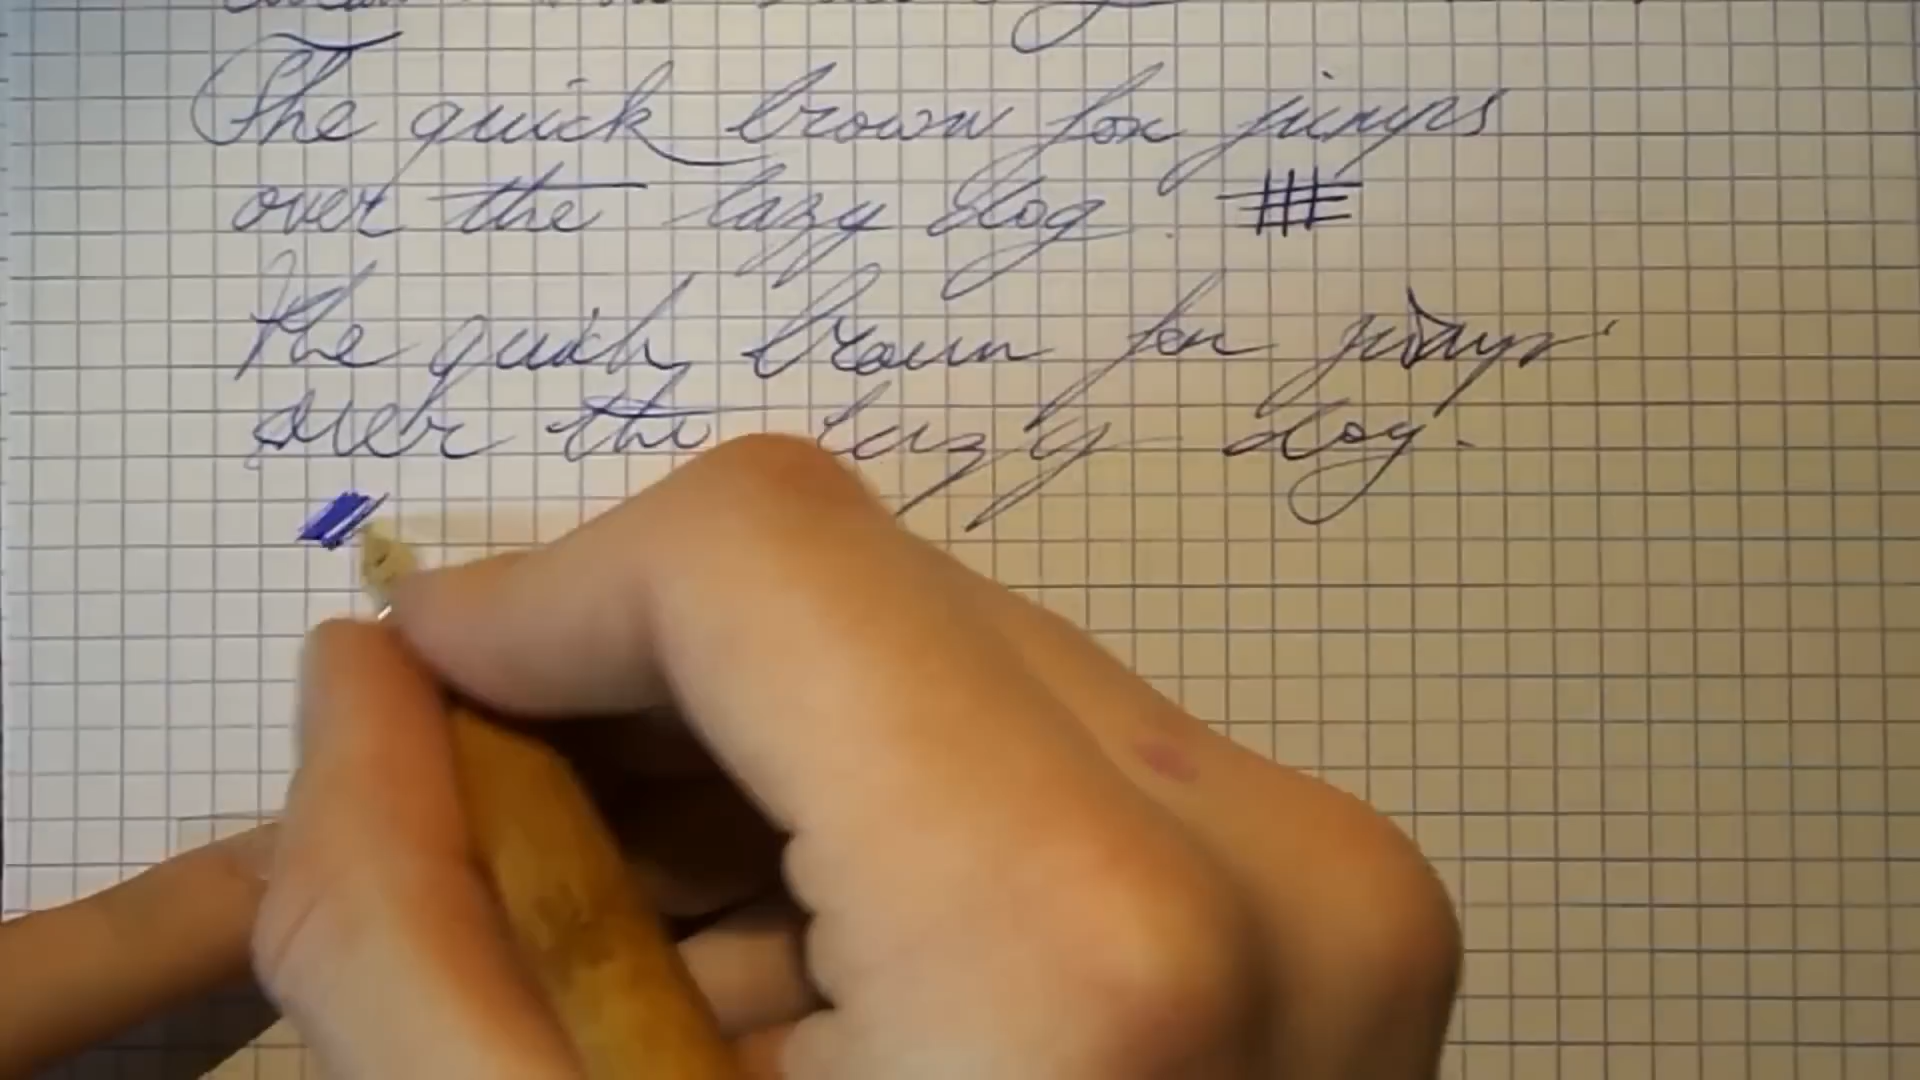 The quick brown fox jumps
over the lazy dog. #
The quick brown fox jumps
over the lazy dog.